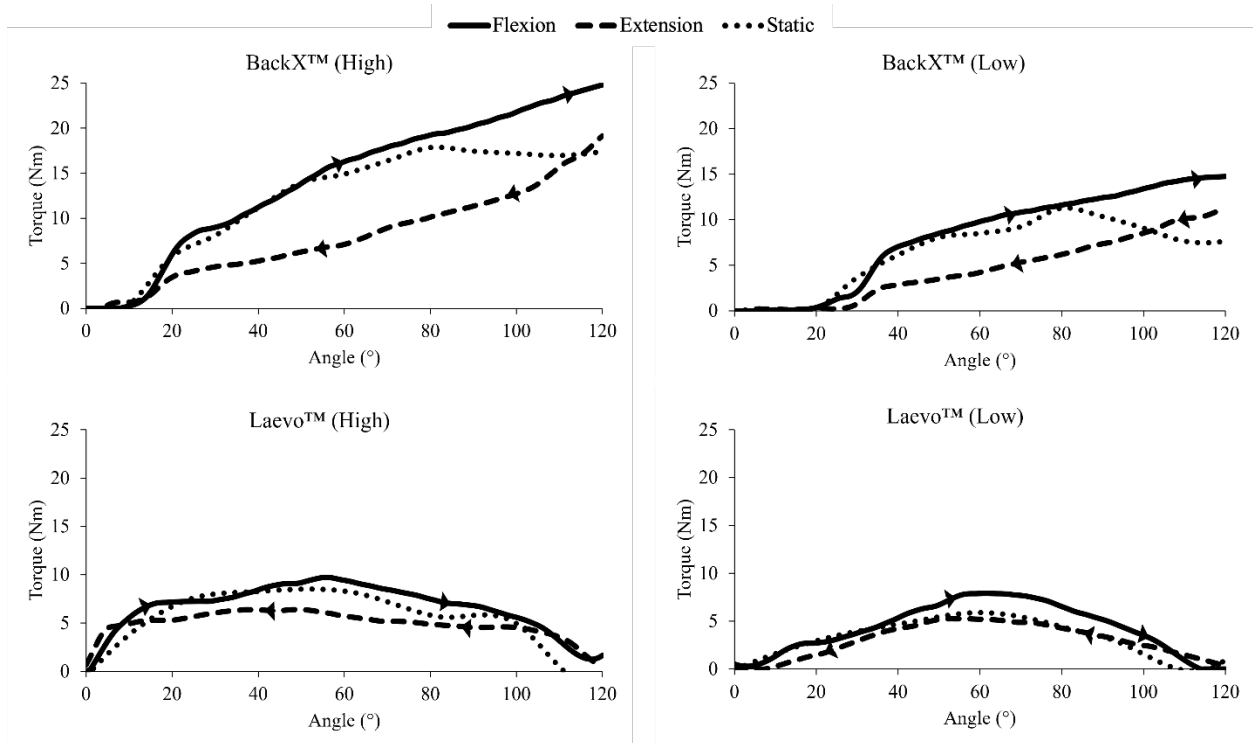 Flexion Extension Static
BackX™ (High)
25
20
15
10
5
0
Torque (Nm)
0 20 40 60 80 100 120
Angle (°)
BackX™ (Low)
25
20
15
10
5
0
Torque (Nm)
0 20 40 60 80 100 120
Angle (°)
Laevo™ (High)
25
20
15
10
5
0
Torque (Nm)
0 20 40 60 80 100 120
Angle (°)
Laevo™ (Low)
25
20
15
10
5
0
Torque (Nm)
0 20 40 60 80 100 120
Angle (°)